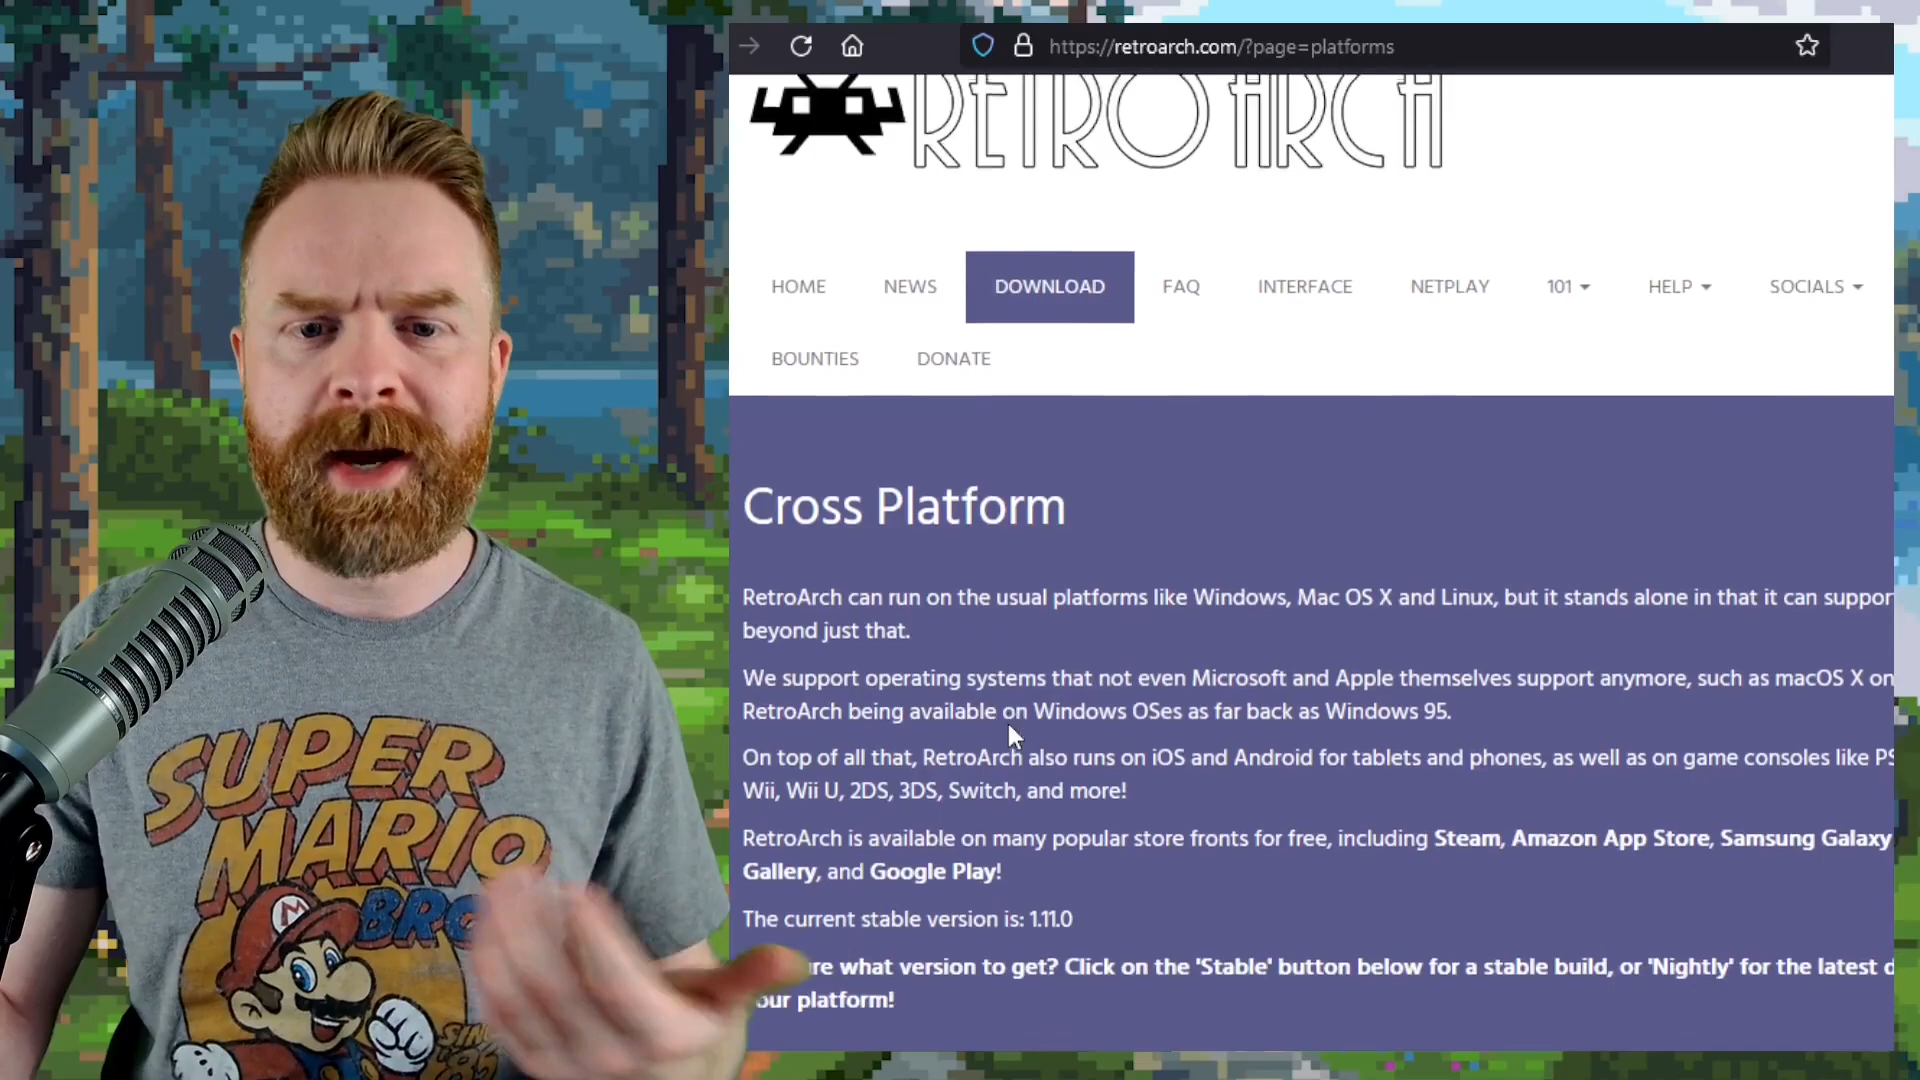 https://retroarch.com/?page=platforms
RETROARCH
HOME NEWS DOWNLOAD FAQ INTERFACE NETPLAY 101 HELP SOCIALS
BOUNTIES DONATE
Cross Platform
RetroArch can run on the usual platforms like Windows, Mac OS X and Linux, but it stands alone in that it can suppor
beyond just that.
We support operating systems that not even Microsoft and Apple themselves support anymore, such as macOS X on
RetroArch being available on Windows OSes as far back as Windows 95.
On top of all that, RetroArch also runs on iOS and Android for tablets and phones, as well as on game consoles like PS
Wii, Wii U, 2DS, 3DS, Switch, and more!
RetroArch is available on many popular store fronts for free, including Steam, Amazon App Store, Samsung Galaxy
Gallery, and Google Play!
The current stable version is: 1.11.0
re what version to get? Click on the 'Stable' button below for a stable build, or 'Nightly' for the latest d
our platform!
SUPER
MARIO
BRO
M
SIN
'85